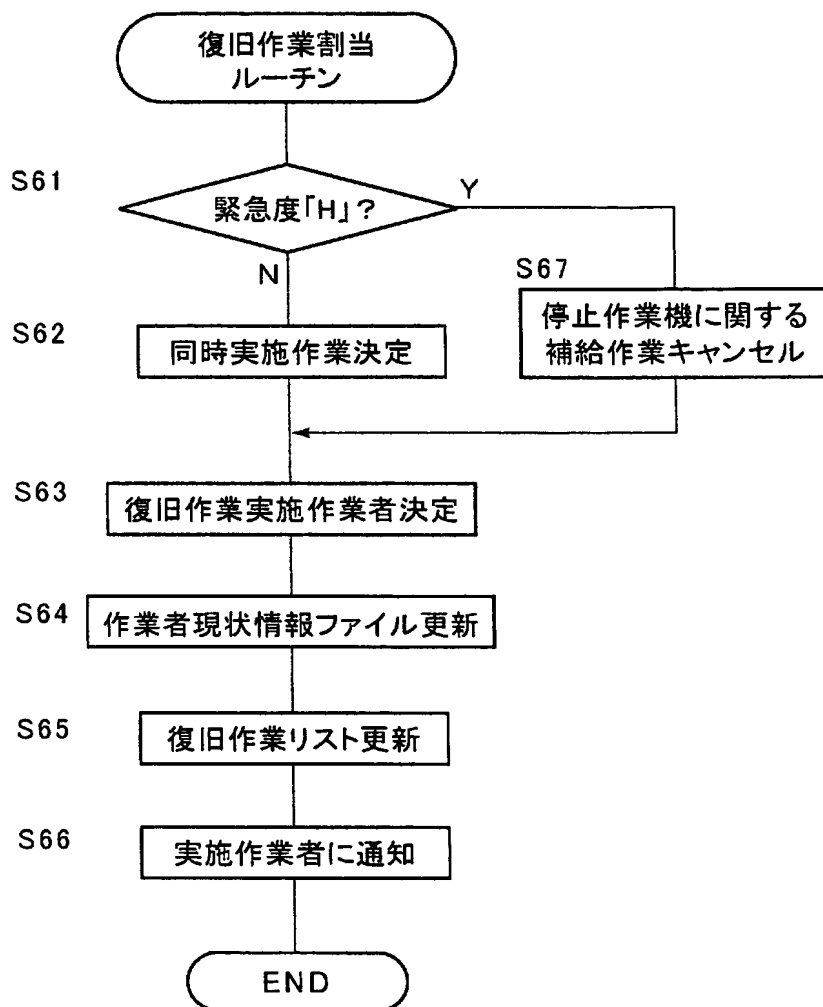 復旧作業割当
ルーチン
S61
緊急度「H」?
Y
N
S67
停止作業機に関する
補給作業キャンセル
S62
同時実施作業決定
S63
復旧作業実施作業者決定
S64
作業者現状情報ファイル更新
S65
復旧作業リスト更新
S66
実施作業者に通知
END